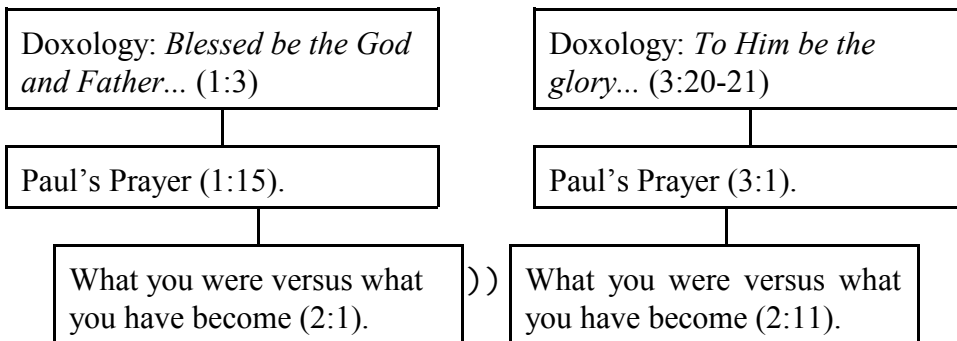 Doxology: Blessed be the God
and Father... (1:3)
Doxology: To Him be the
glory... (3:20-21)
Paul’s Prayer (1:15).
Paul’s Prayer (3:1).
What you were versus what
you have become (2:1).
))
What you were versus what
you have become (2:11).